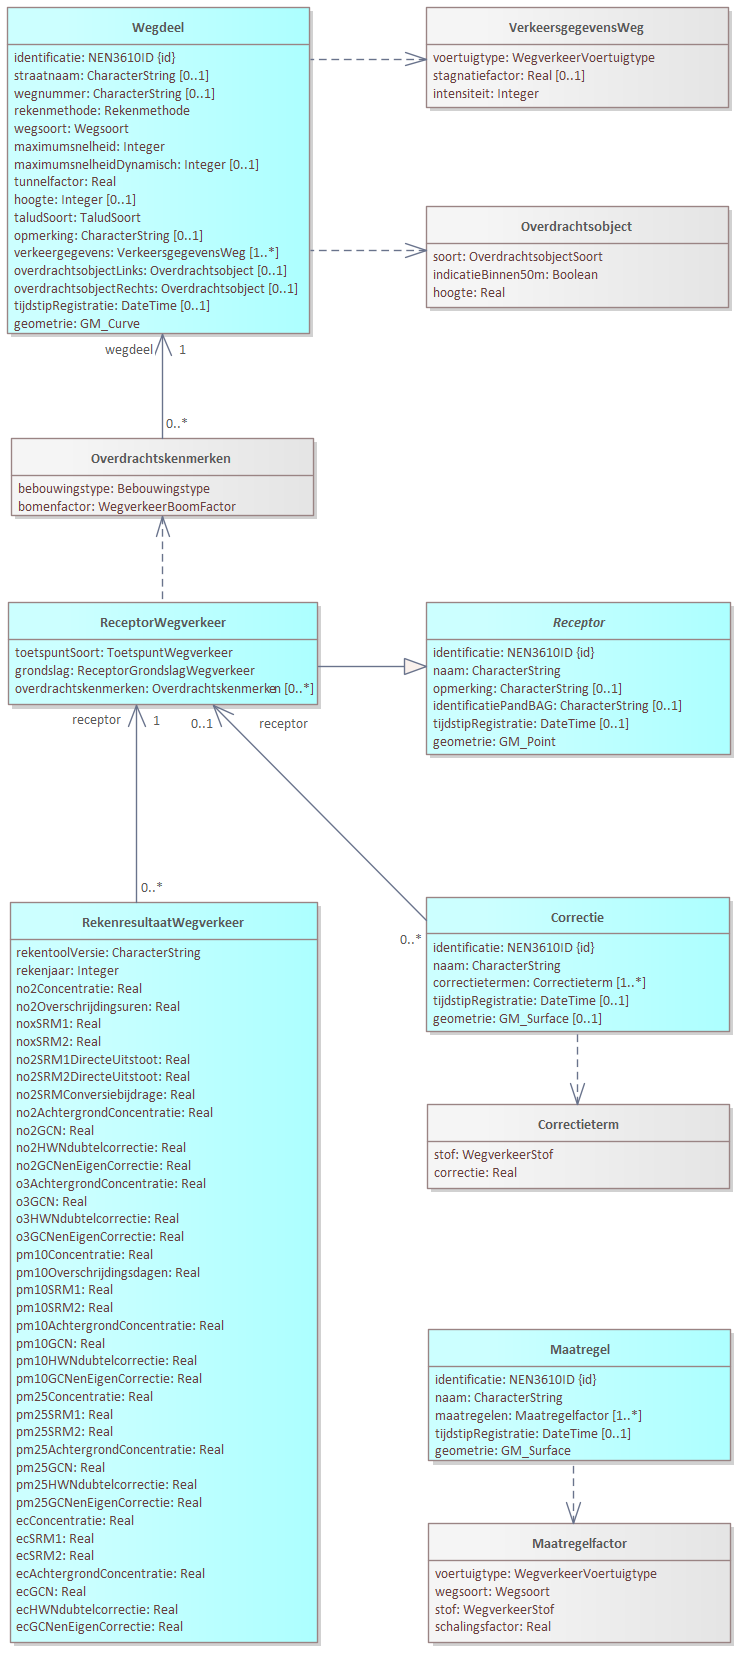 Wegdeel
identificatie: NEN3610ID {id}
straatnaam: CharacterString [0..1]
wegnummer: CharacterString [0..1]
rekenmethode: Rekenmethode
wegsoort: Wegsoort
maximumsnelheid: Integer
maximumsnelheidDynamisch: Integer [0..1]
tunnelfactor: Real
hoogte: Integer [0..1]
taludSoort: TaludSoort
opmerking: CharacterString [0..1]
verkeergegevens: VerkeersgegevensWeg [1..*]
overdrachtsobjectLinks: Overdrachtsobject [0..1]
overdrachtsobjectRechts: Overdrachtsobject [0..1]
tijdstipRegistratie: DateTime [0..1]
geometrie: GM_Curve
VerkeersgegevensWeg
voertuigtype: WegverkeerVoertuigtype
stagnatiefactor: Real [0..1]
intensiteit: Integer
Overdrachtsobject
soort: OverdrachtsobjectSoort
indicatieBinnen50m: Boolean
hoogte: Real
wegdeel 1
0..*
Overdrachtskenmerken
bebouwingstype: Bebouwingstype
bomenfactor: WegverkeerBoomFactor
ReceptorWegverkeer
toetspuntSoort: ToetspuntWegverkeer
grondslag: ReceptorGrondslagWegverkeer
overdrachtskenmerken: Overdrachtskenmerken [0..*]
Receptor
identificatie: NEN3610ID {id}
naam: CharacterString
opmerking: CharacterString [0..1]
identificatiePandBAG: CharacterString [0..1]
tijdstipRegistratie: DateTime [0..1]
geometrie: GM_Point
receptor 1
0..1 receptor
0..*
0..*
RekenresultaatWegverkeer
rekentoolVersie: CharacterString
rekenjaar: Integer
no2Concentratie: Real
no2Overschrijdingsuren: Real
noxSRM1: Real
noxSRM2: Real
no2SRM1DirecteUitstoot: Real
no2SRM2DirecteUitstoot: Real
no2SRMConversiebijdrage: Real
no2AchtergrondConcentratie: Real
no2GCN: Real
no2HWNdubtelcorrectie: Real
no2GCNenEigenCorrectie: Real
o3AchtergrondConcentratie: Real
o3GCN: Real
o3HWNdubtelcorrectie: Real
o3GCNenEigenCorrectie: Real
pm10Concentratie: Real
pm10Overschrijdingsdagen: Real
pm10SRM1: Real
pm10SRM2: Real
pm10AchtergrondConcentratie: Real
pm10GCN: Real
pm10HWNdubtelcorrectie: Real
pm10GCNenEigenCorrectie: Real
pm25Concentratie: Real
pm25SRM1: Real
pm25SRM2: Real
pm25AchtergrondConcentratie: Real
pm25GCN: Real
pm25HWNdubtelcorrectie: Real
pm25GCNenEigenCorrectie: Real
ecConcentratie: Real
ecSRM1: Real
ecSRM2: Real
ecAchtergrondConcentratie: Real
ecGCN: Real
ecHWNdubtelcorrectie: Real
ecGCNenEigenCorrectie: Real
Correctie
identificatie: NEN3610ID {id}
naam: CharacterString
correctietermen: Correctieterm [1..*]
tijdstipRegistratie: DateTime [0..1]
geometrie: GM_Surface [0..1]
Correctieterm
stof: WegverkeerStof
correctie: Real
Maatregel
identificatie: NEN3610ID {id}
naam: CharacterString
maatregelen: Maatregelfactor [1..*]
tijdstipRegistratie: DateTime [0..1]
geometrie: GM_Surface
Maatregelfactor
voertuigtype: WegverkeerVoertuigtype
wegsoort: Wegsoort
stof: WegverkeerStof
schalingsfactor: Real